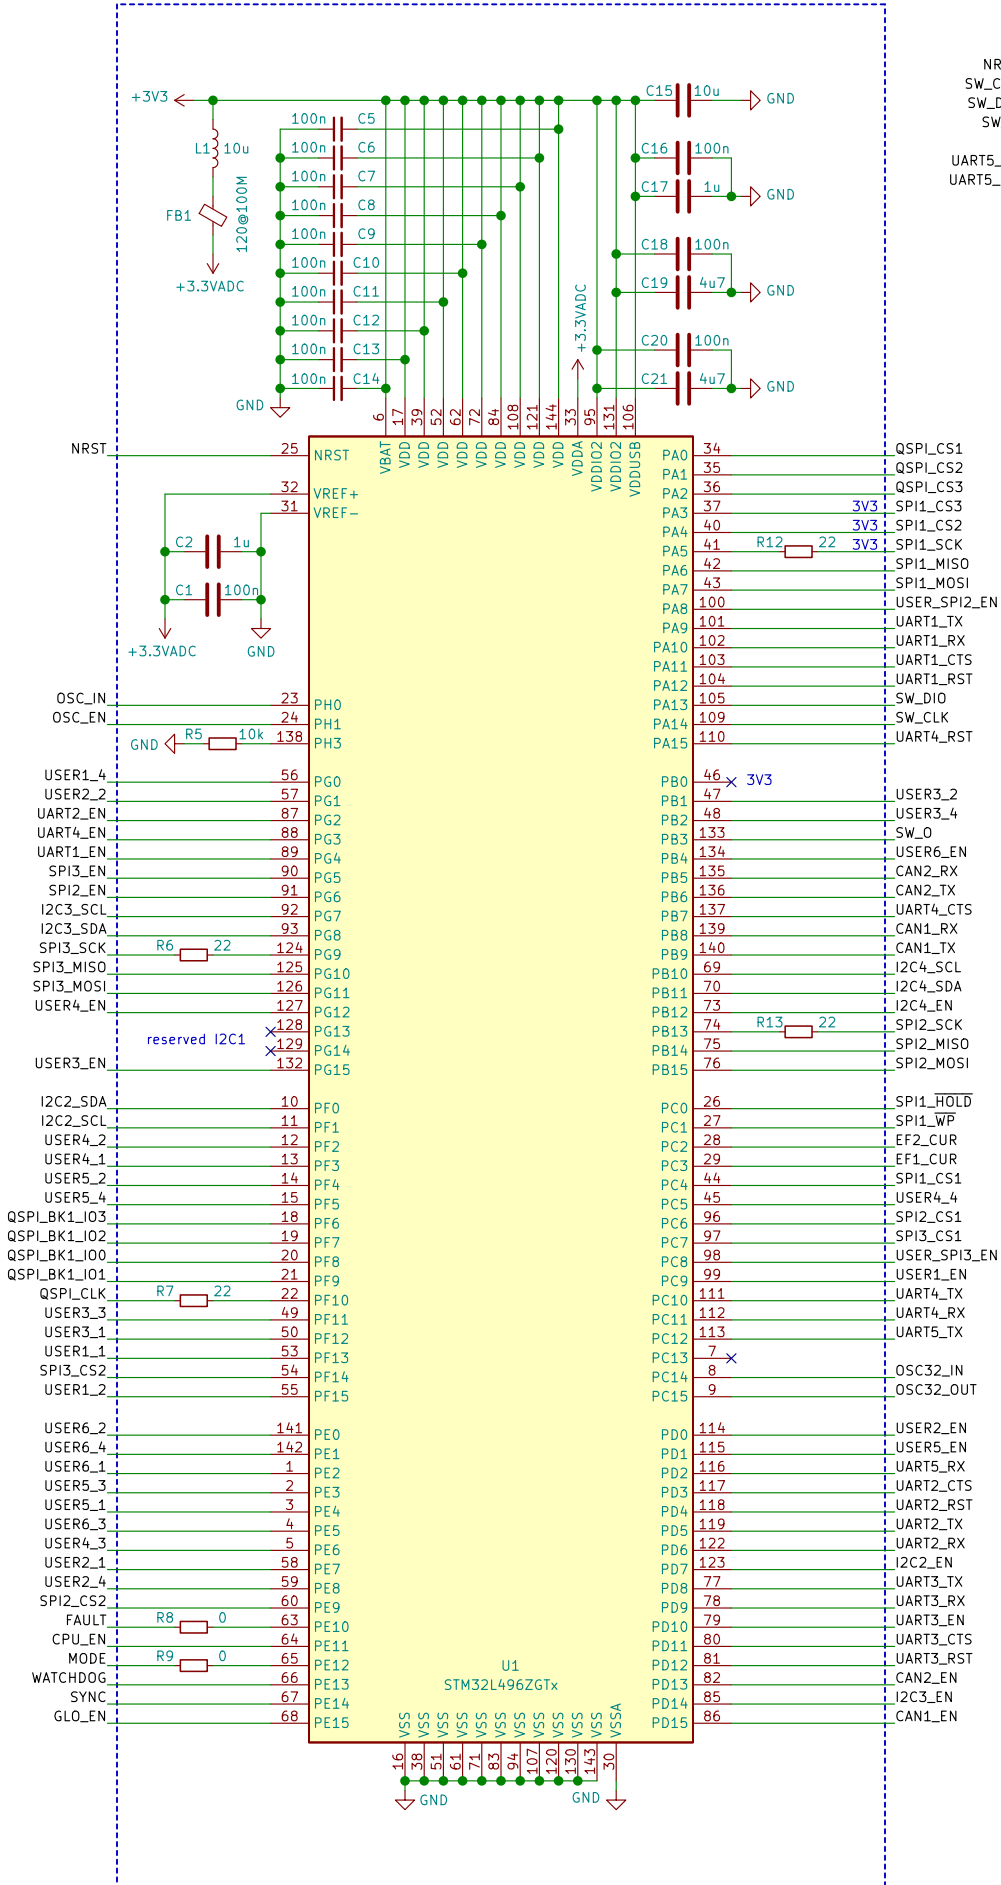 +3V3
L1 10u
FB1
120@100M
+3.3VADC
100n C5
100n C6
100n C7
100n C8
100n C9
100n C10
100n C11
100n C12
100n C13
100n C14
GND
C15 10u GND
C16 100n
C17 1u GND
C18 100n
C19 4u7 GND
C20 100n
C21 4u7 GND
+3.3VADC
NR
SW_C
SW_D
SW
UART5_
UART5_
6 VBAT
17 VDD
39 VDD
52 VDD
62 VDD
72 VDD
84 VDD
108 VDD
121 VDD
144 VDD
33 VDDA
95 VDDIO2
131 VDDIO2
106 VDDUSB
NRST 25 NRST
32 VREF+
31 VREF-
C2 1u
C1 100n
+3.3VADC
GND
OSC_IN 23 PH0
OSC_EN 24 PH1
GND R5 10k 138 PH3
USER1_4 56 PG0
USER2_2 57 PG1
UART2_EN 87 PG2
UART4_EN 88 PG3
UART1_EN 89 PG4
SPI3_EN 90 PG5
SPI2_EN 91 PG6
I2C3_SCL 92 PG7
I2C3_SDA 93 PG8
SPI3_SCK R6 22 124 PG9
SPI3_MISO 125 PG10
SPI3_MOSI 126 PG11
USER4_EN 127 PG12
128 PG13
reserved I2C1
129 PG14
USER3_EN 132 PG15
I2C2_SDA 10 PF0
I2C2_SCL 11 PF1
USER4_2 12 PF2
USER4_1 13 PF3
USER5_2 14 PF4
USER5_4 15 PF5
QSPI_BK1_IO3 18 PF6
QSPI_BK1_IO2 19 PF7
QSPI_BK1_IO0 20 PF8
QSPI_BK1_IO1 21 PF9
QSPI_CLK R7 22 22 PF10
USER3_3 49 PF11
USER3_1 50 PF12
USER1_1 53 PF13
SPI3_CS2 54 PF14
USER1_2 55 PF15
USER6_2 141 PE0
USER6_4 142 PE1
USER6_1 1 PE2
USER5_3 2 PE3
USER5_1 3 PE4
USER6_3 4 PE5
USER4_3 5 PE6
USER2_1 58 PE7
USER2_4 59 PE8
SPI2_CS2 60 PE9
FAULT R8 0 63 PE10
CPU_EN 64 PE11
MODE R9 0 65 PE12
WATCHDOG 66 PE13
SYNC 67 PE14
GLO_EN 68 PE15
PA0 34 QSPI_CS1
PA1 35 QSPI_CS2
PA2 36 QSPI_CS3
PA3 37 3V3 SPI1_CS3
PA4 40 3V3 SPI1_CS2
PA5 41 R12 22 3V3 SPI1_SCK
PA6 42 SPI1_MISO
PA7 43 SPI1_MOSI
PA8 100 USER_SPI2_EN
PA9 101 UART1_TX
PA10 102 UART1_RX
PA11 103 UART1_CTS
PA12 104 UART1_RST
PA13 105 SW_DIO
PA14 109 SW_CLK
PA15 110 UART4_RST
PB0 46 3V3
PB1 47 USER3_2
PB2 48 USER3_4
PB3 133 SW_O
PB4 134 USER6_EN
PB5 135 CAN2_RX
PB6 136 CAN2_TX
PB7 137 UART4_CTS
PB8 139 CAN1_RX
PB9 140 CAN1_TX
PB10 69 I2C4_SCL
PB11 70 I2C4_SDA
PB12 73 I2C4_EN
PB13 74 R13 22 SPI2_SCK
PB14 75 SPI2_MISO
PB15 76 SPI2_MOSI
PC0 26 SPI1_HOLD
PC1 27 SPI1_WP
PC2 28 EF2_CUR
PC3 29 EF1_CUR
PC4 44 SPI1_CS1
PC5 45 USER4_4
PC6 96 SPI2_CS1
PC7 97 SPI3_CS1
PC8 98 USER_SPI3_EN
PC9 99 USER1_EN
PC10 111 UART4_TX
PC11 112 UART4_RX
PC12 113 UART5_TX
PC13 7
PC14 8 OSC32_IN
PC15 9 OSC32_OUT
PD0 114 USER2_EN
PD1 115 USER5_EN
PD2 116 UART5_RX
PD3 117 UART2_CTS
PD4 118 UART2_RST
PD5 119 UART2_TX
PD6 122 UART2_RX
PD7 123 I2C2_EN
PD8 77 UART3_TX
PD9 78 UART3_RX
PD10 79 UART3_EN
PD11 80 UART3_CTS
PD12 81 UART3_RST
PD13 82 CAN2_EN
PD14 85 I2C3_EN
PD15 86 CAN1_EN
U1
STM32L496ZGTx
VSS 16
VSS 38
VSS 51
VSS 61
VSS 71
VSS 83
VSS 94
VSS 107
VSS 120
VSS 130
VSS 143
VSSA 30
GND
GND